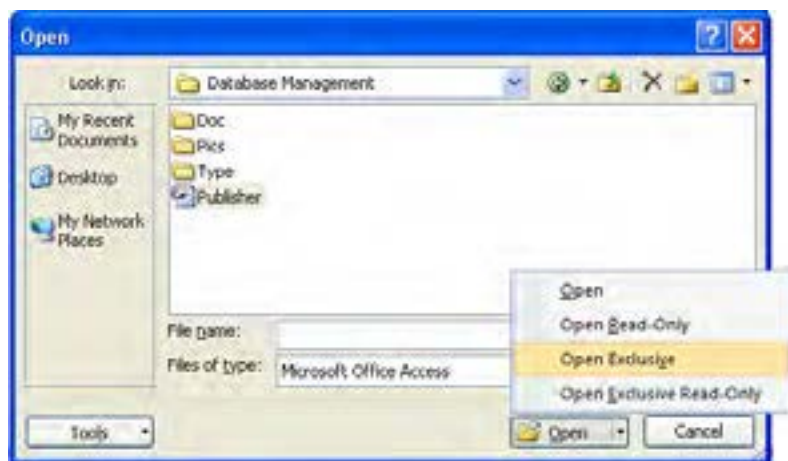 Open
Look in:
Database Management
My Recent
Documents
Desktop
My Network
Places
Doc
Pics
Type
Publisher
File name:
Files of type:
Microsoft Office Access
Open
Open Read-Only
Open Exclusive
Open Exclusive Read-Only
Tools
Open
Cancel